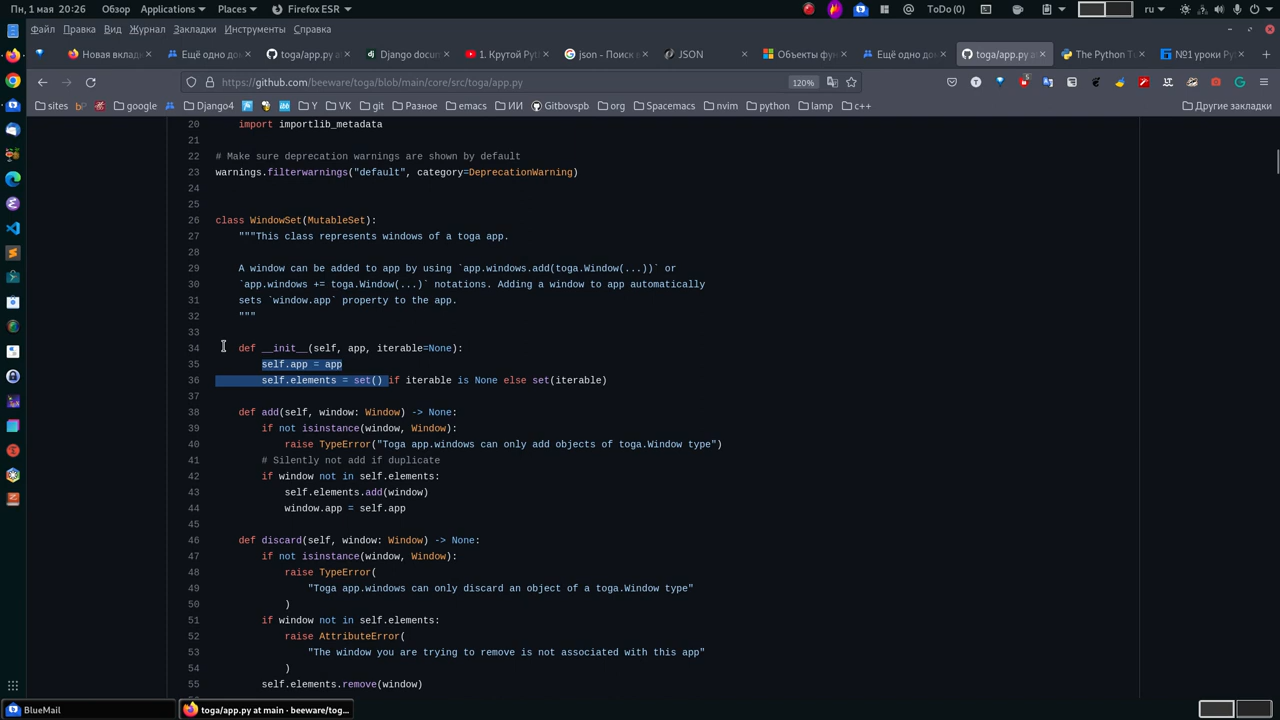 Пн, 1 мая 20:26 Обзор Applications Places Firefox ESR ToDo (0) ru
Файл Правка Вид Журнал Закладки Инструменты Справка
Новая вкладк Ещё одно дом toga/app.py at Django docum 1. Крутой Pytl json - Поиск JSON Объекты фун Ещё одно дом toga/app.py at The Python Tu №1 уроки Pyt
https://github.com/beeware/toga/blob/main/core/src/toga/app.py 120%
sites google Django4 Y VK git Разное emacs ИИ Gitbovspb org Spacemacs nvim python lamp c++ Другие закладки
20 import importlib_metadata
21
22 # Make sure deprecation warnings are shown by default
23 warnings.filterwarnings("default", category=DeprecationWarning)
24
25
26 class WindowSet(MutableSet):
27 """This class represents windows of a toga app.
28
29 A window can be added to app by using `app.windows.add(toga.Window(...))` or
30 `app.windows += toga.Window(...)` notations. Adding a window to app automatically
31 sets `window.app` property to the app.
32 """
33
34 def __init__(self, app, iterable=None):
35 self.app = app
36 self.elements = set() if iterable is None else set(iterable)
37
38 def add(self, window: Window) -> None:
39 if not isinstance(window, Window):
40 raise TypeError("Toga app.windows can only add objects of toga.Window type")
41 # Silently not add if duplicate
42 if window not in self.elements:
43 self.elements.add(window)
44 window.app = self.app
45
46 def discard(self, window: Window) -> None:
47 if not isinstance(window, Window):
48 raise TypeError(
49 "Toga app.windows can only discard an object of a toga.Window type"
50 )
51 if window not in self.elements:
52 raise AttributeError(
53 "The window you are trying to remove is not associated with this app"
54 )
55 self.elements.remove(window)
BlueMail toga/app.py at main · beeware/tog...